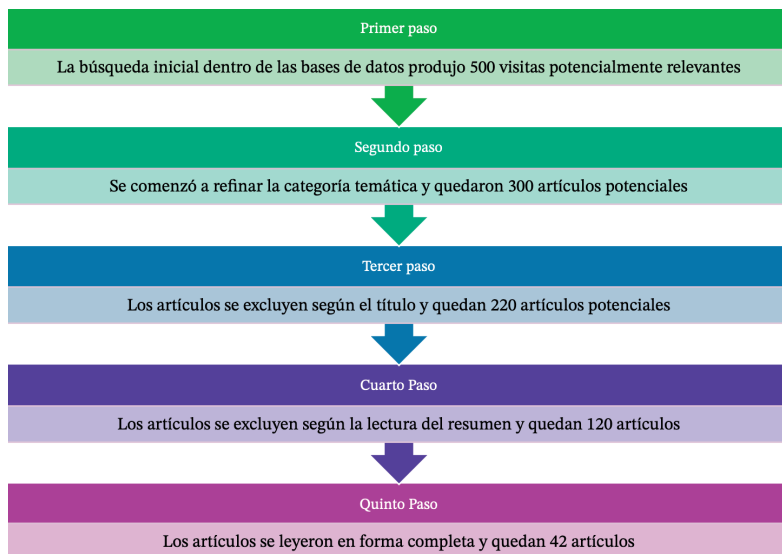 Primer paso
La búsqueda inicial dentro de las bases de datos produjo 500 visitas potencialmente relevantes
Segundo paso
Se comenzó a refinar la categoría temática y quedaron 300 artículos potenciales
Tercer paso
Los artículos se excluyen según el título y quedan 220 artículos potenciales
Cuarto Paso
Los artículos se excluyen según la lectura del resumen y quedan 120 artículos
Quinto Paso
Los artículos se leyeron en forma completa y quedan 42 artículos